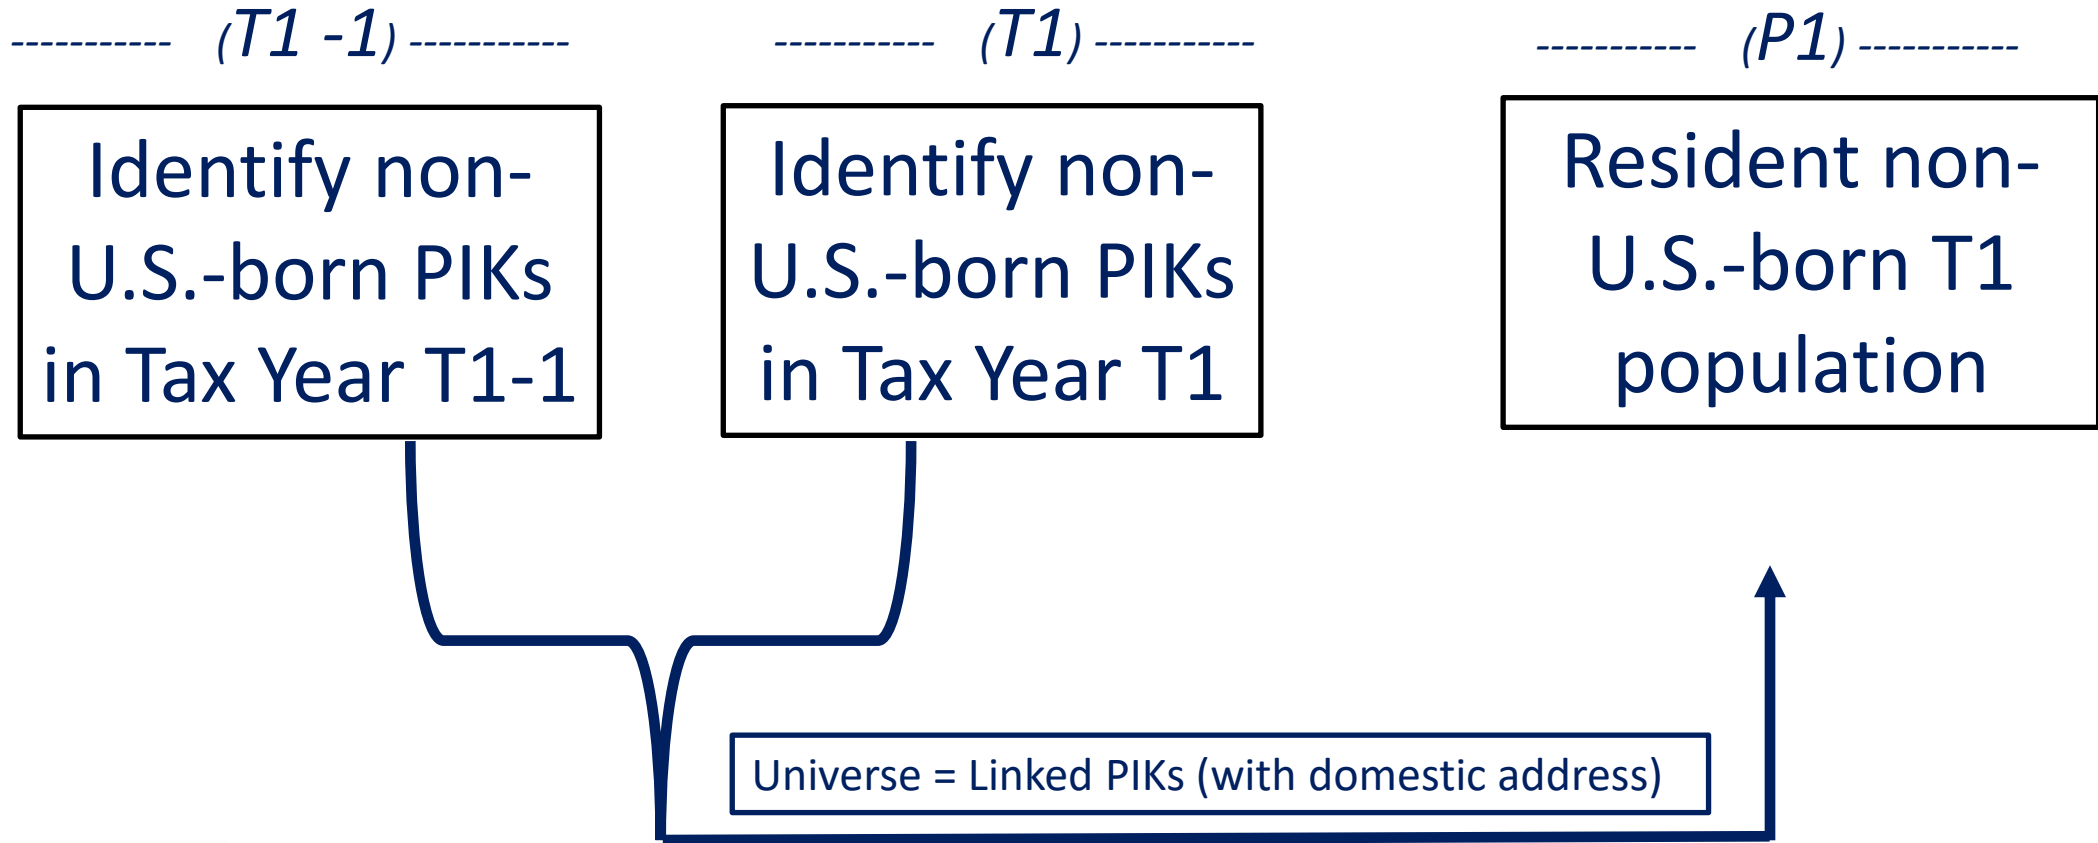 ----------- (T1 -1) -----------
Identify non-
U.S.-born PIKs
in Tax Year T1-1
----------- (T1) -----------
Identify non-
U.S.-born PIKs
in Tax Year T1
----------- (P1) -----------
Resident non-
U.S.-born T1
population
Universe = Linked PIKs (with domestic address)